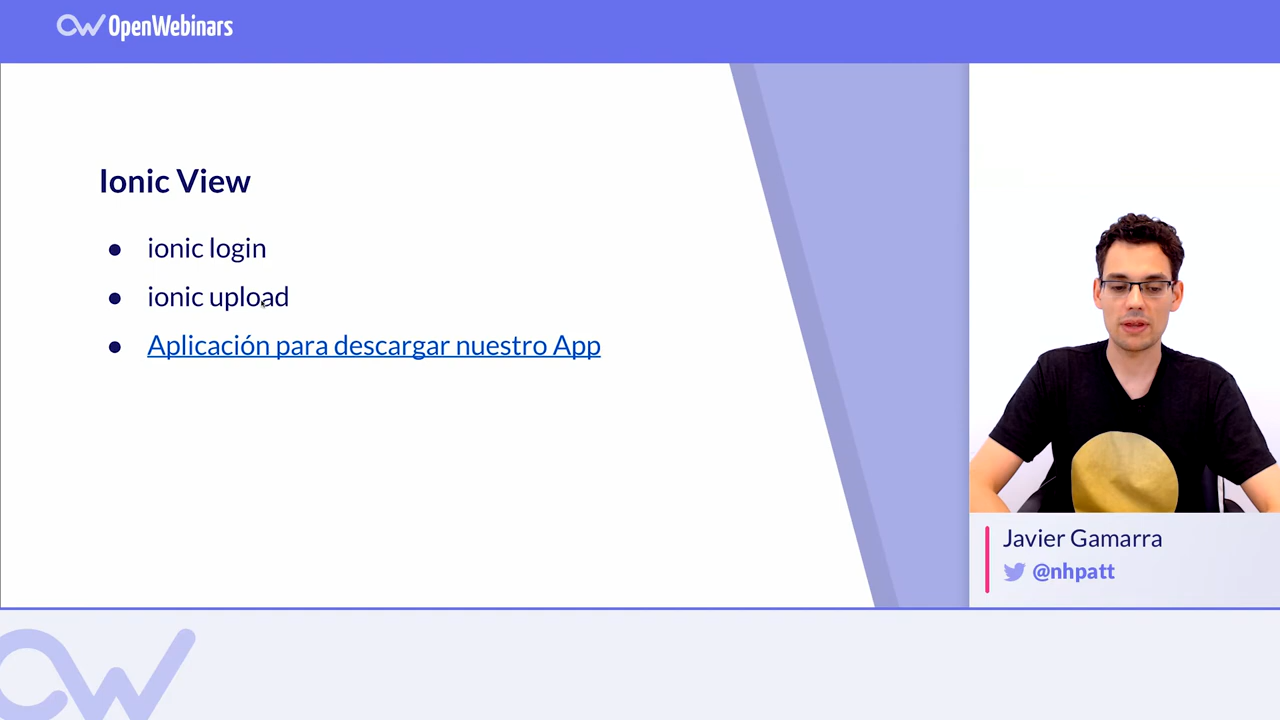 OpenWebinars
Ionic View
ionic login
ionic upload
Aplicación para descargar nuestro App
Javier Gamarra
@nhpatt